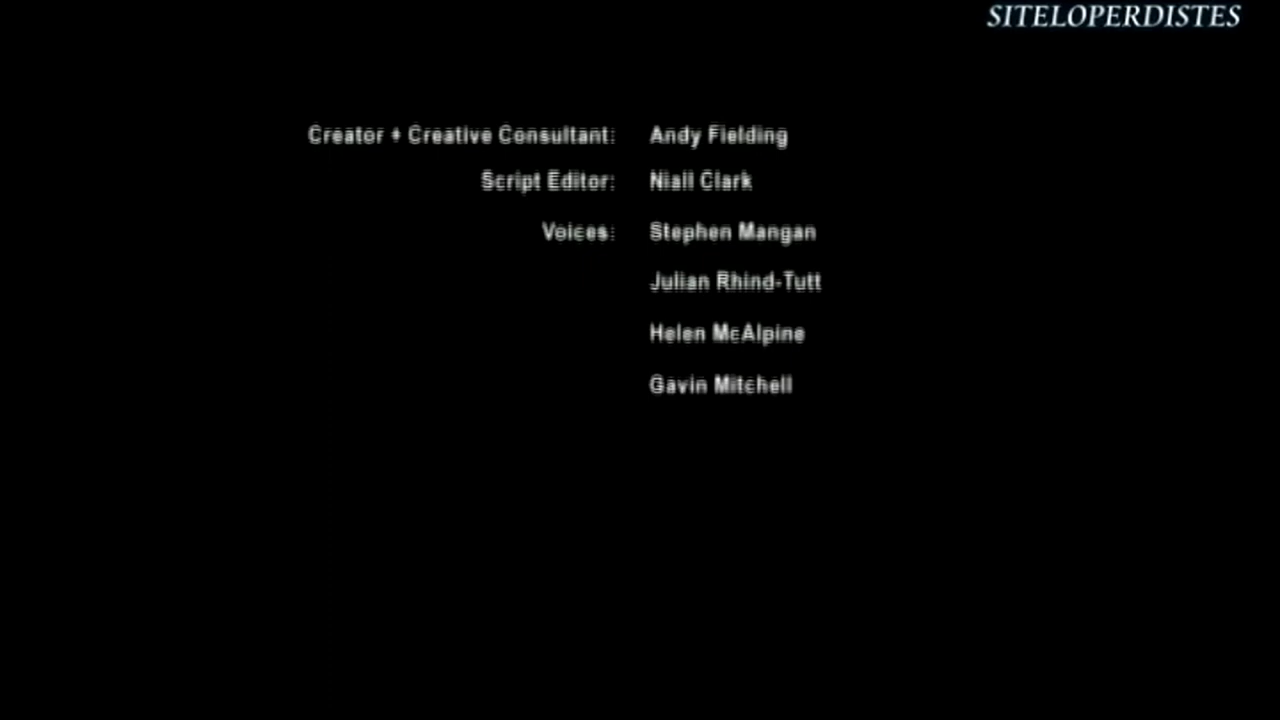 SITELOPERDISTES
Creator + Creative Consultant: Andy Fielding
Script Editor: Niall Clark
Voices: Stephen Mangan
Julian Rhind-Tutt
Helen McAlpine
Gavin Mitchell